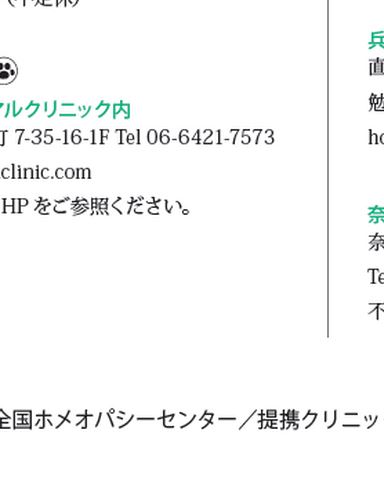 （不定休）
アルクリニック内
町 7-35-16-1F Tel 06-6421-7573
clinic.com
HP をご参照ください。
兵
直
勉
ho
奈
奈
Te
不
全国ホメオパシーセンター／提携クリニッ